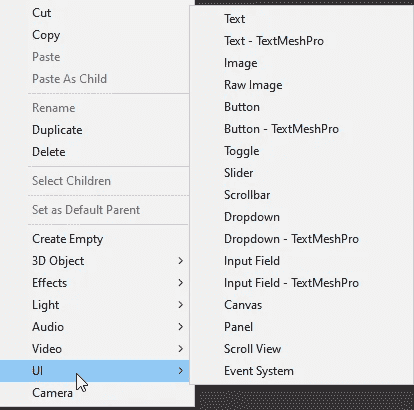 Cut
Copy
Paste
Paste As Child
Rename
Duplicate
Delete
Select Children
Set as Default Parent
Create Empty
3D Object
Effects
Light
Audio
Video
UI
Camera
Text
Text - TextMeshPro
Image
Raw Image
Button
Button - TextMeshPro
Toggle
Slider
Scrollbar
Dropdown
Dropdown - TextMeshPro
Input Field
Input Field - TextMeshPro
Canvas
Panel
Scroll View
Event System